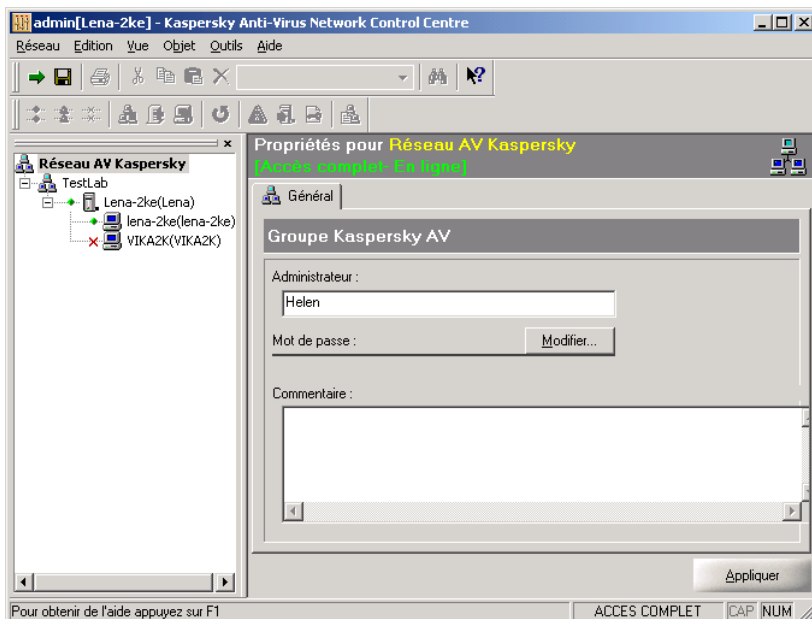 admin[Lena-2ke] - Kaspersky Anti-Virus Network Control Centre
Réseau Edition Vue Objet Outils Aide
Réseau AV Kaspersky
TestLab
Lena-2ke(Lena)
lena-2ke(lena-2ke)
VIKA2K(VIKA2K)
Propriétés pour Réseau AV Kaspersky
[Accès complet- En ligne]
Général
Groupe Kaspersky AV
Administrateur :
Helen
Mot de passe :
Modifier...
Commentaire :
Appliquer
Pour obtenir de l'aide appuyez sur F1
ACCES COMPLET CAP NUM